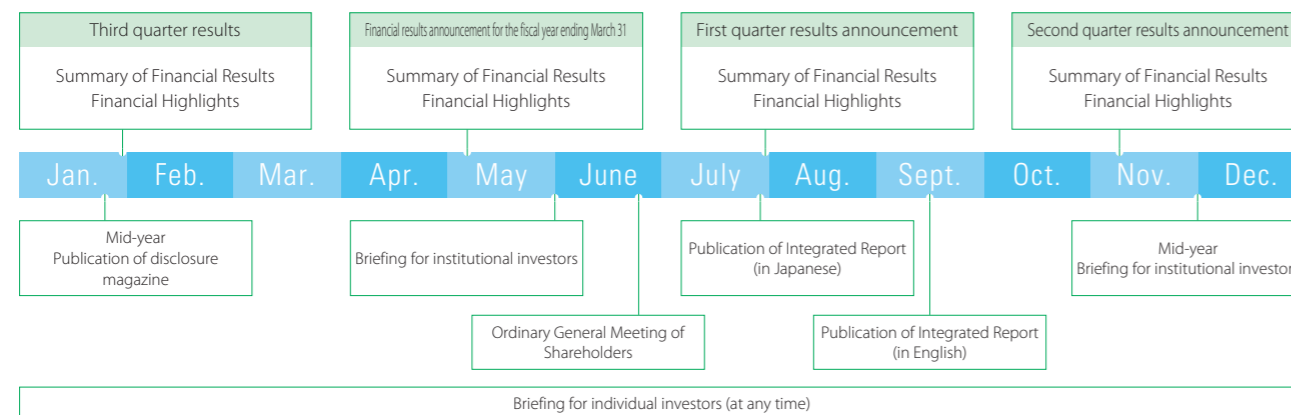 Third quarter results
Summary of Financial Results
Financial Highlights
Financial results announcement for the fiscal year ending March 31
Summary of Financial Results
Financial Highlights
First quarter results announcement
Summary of Financial Results
Financial Highlights
Second quarter results announcement
Summary of Financial Results
Financial Highlights
Jan. Feb. Mar. Apr. May June July Aug. Sept. Oct. Nov. Dec.
Mid-year
Publication of disclosure
magazine
Briefing for institutional investors
Publication of Integrated Report
(in Japanese)
Mid-year
Briefing for institutional investor
Ordinary General Meeting of
Shareholders
Publication of Integrated Report
(in English)
Briefing for individual investors (at any time)